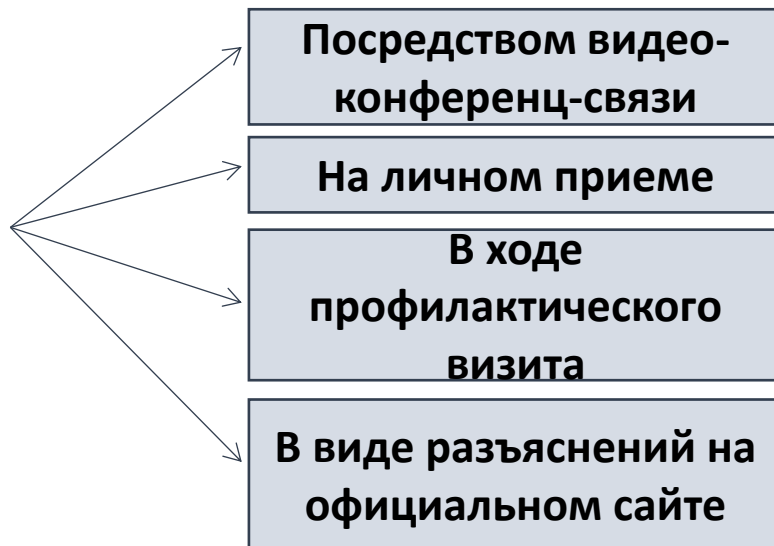 Посредством видео-
конференц-связи
На личном приеме
В ходе
профилактического
визита
В виде разъяснений на
официальном сайте